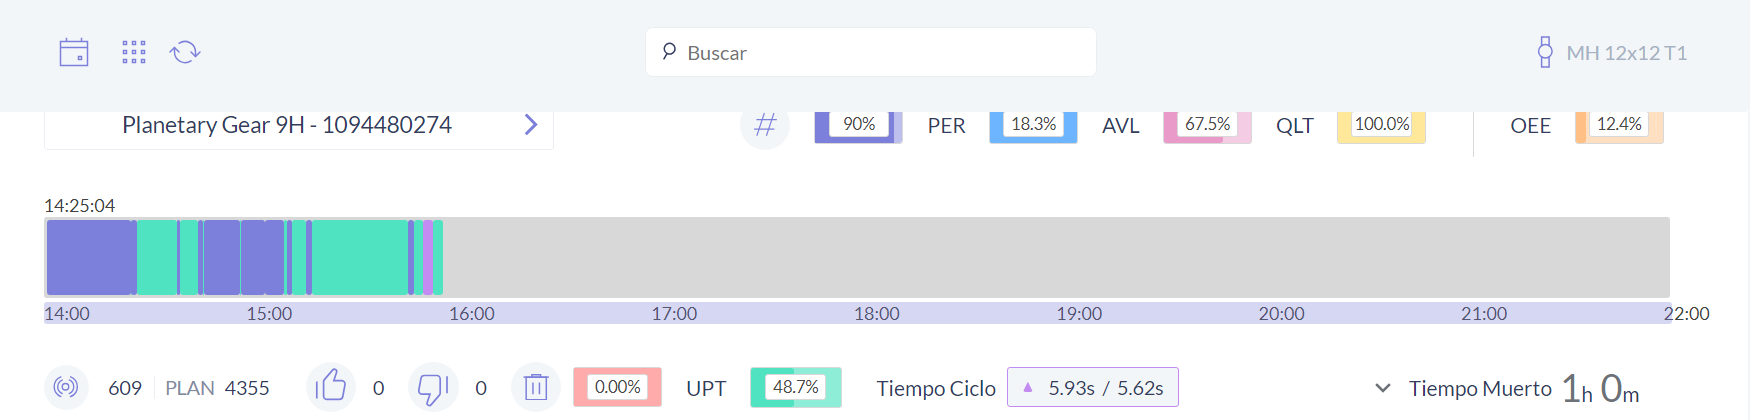 Buscar
MH 12x12 T1
Planetary Gear 9H - 1094480274
# 90% PER 18.3% AVL 67.5% QLT 100.0% OEE 12.4%
14:25:04
14:00 15:00 16:00 17:00 18:00 19:00 20:00 21:00 22:00
609 PLAN 4355 0 0 0.00% UPT 48.7% Tiempo Ciclo 5.93s / 5.62s Tiempo Muerto 1h 0m